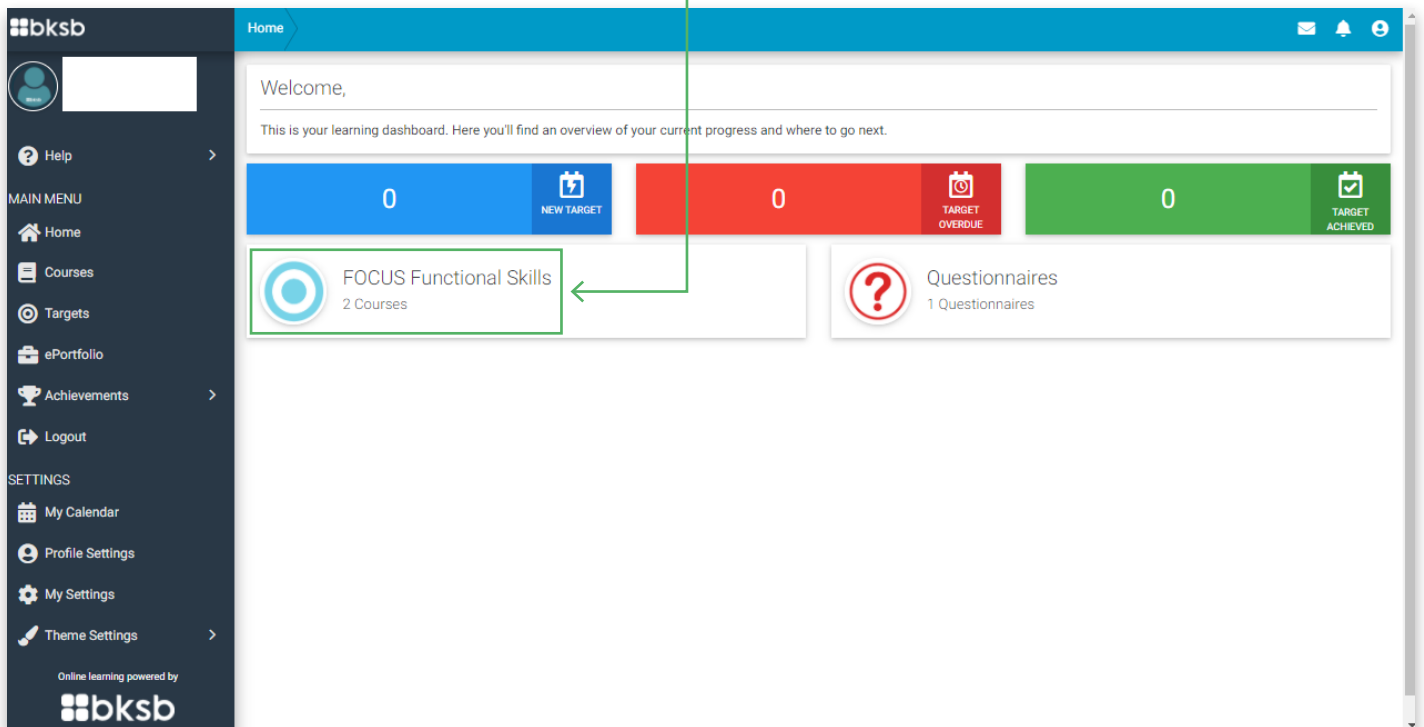 bksb
Home
Welcome,
This is your learning dashboard. Here you'll find an overview of your current progress and where to go next.
Help
MAIN MENU
Home
Courses
Targets
ePortfolio
Achievements
Logout
SETTINGS
My Calendar
Profile Settings
My Settings
Theme Settings
Online learning powered by
bksb
0
NEW TARGET
0
TARGET
OVERDUE
0
TARGET
ACHIEVED
FOCUS Functional Skills
2 Courses
Questionnaires
1 Questionnaires